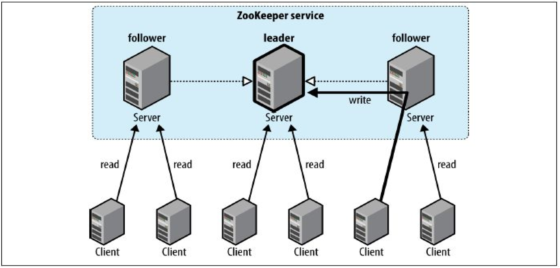 ZooKeeper service
follower leader follower
write
Server Server Server
read read read read read
Client Client Client Client Client Client